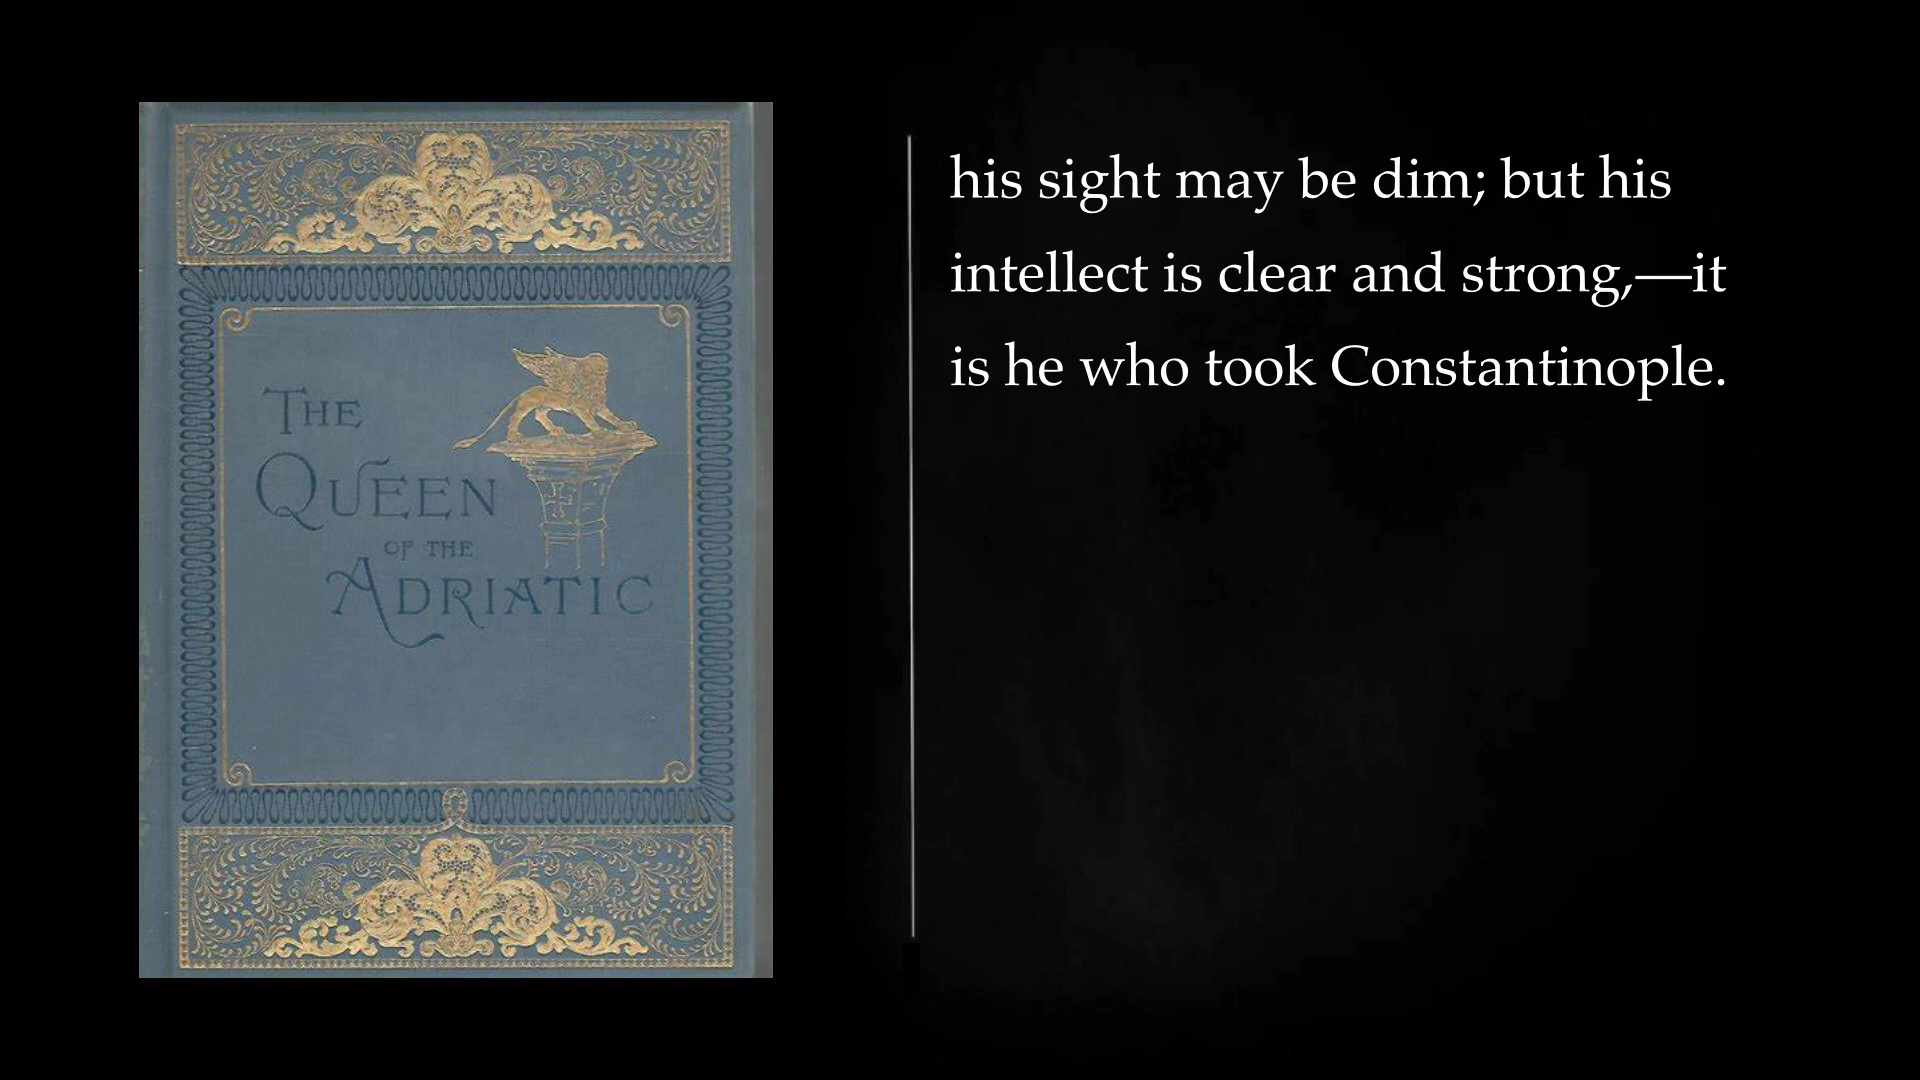 The
Queen
of the
Adriatic
his sight may be dim; but his
intellect is clear and strong,—it
is he who took Constantinople.